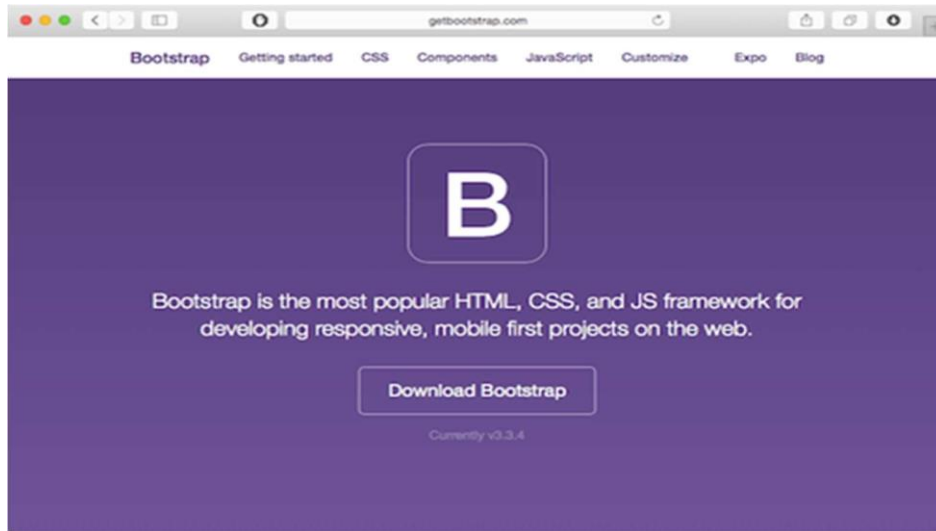 getbootstrap.com
Bootstrap Getting started CSS Components JavaScript Customize Expo Blog
B
Bootstrap is the most popular HTML, CSS, and JS framework for
developing responsive, mobile first projects on the web.
Download Bootstrap
Currently v3.3.4